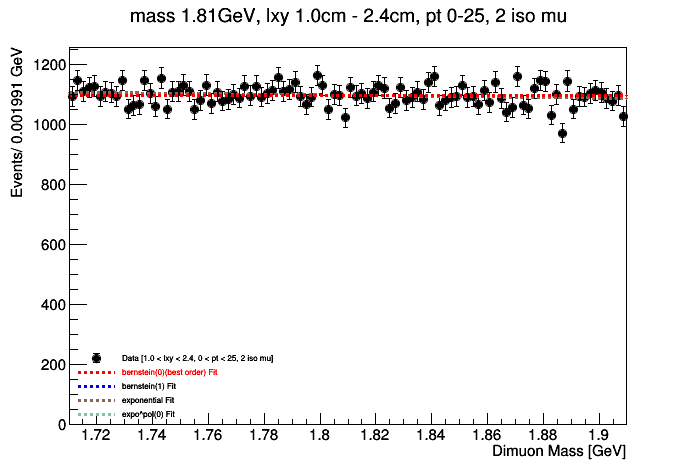 mass 1.81GeV, lxy 1.0cm - 2.4cm, pt 0-25, 2 iso mu
Events/ 0.001991 GeV
1200
1000
800
600
400
200
0
Data [1.0 < lxy < 2.4, 0 < pt < 25, 2 iso mu]
bernstein(0)(best order) Fit
bernstein(1) Fit
exponential Fit
expo*pol(0) Fit
1.72 1.74 1.76 1.78 1.8 1.82 1.84 1.86 1.88 1.9
Dimuon Mass [GeV]